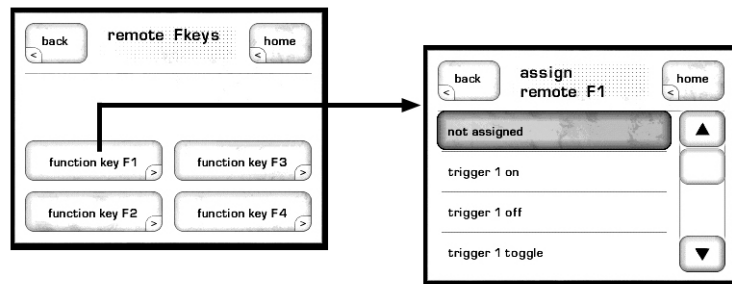 back
remote Fkeys
home
<
<
function key F1
>
function key F3
>
function key F2
>
function key F4
>
back
assign
remote F1
home
<
<
not assigned
trigger 1 on
trigger 1 off
trigger 1 toggle